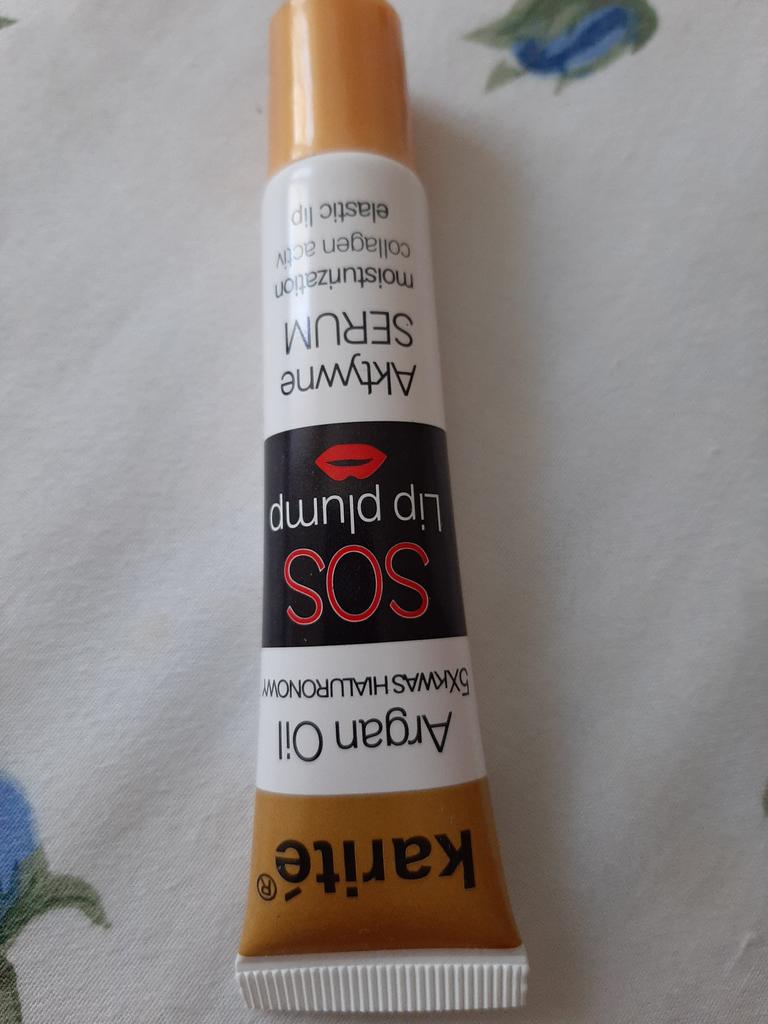 karité®
Argan Oil
5XKWAS HIALURONOWY
SOS
Lip plump
Aktywne
SERUM
moisturization
collagen activ
elastic lip